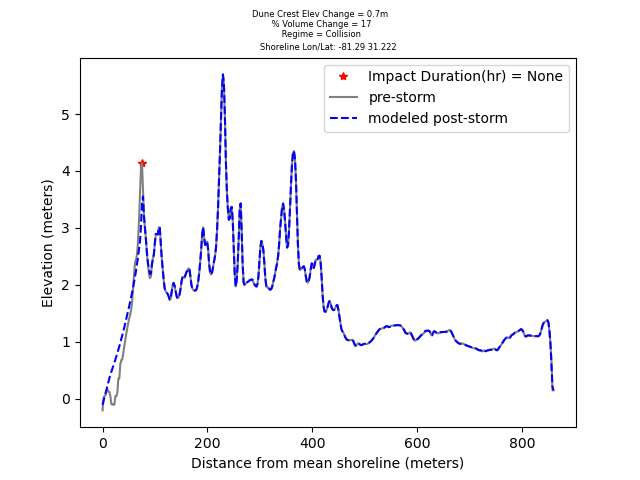 Dune Crest Elev Change = 0.7m
% Volume Change = 17
Regime = Collision
Shoreline Lon/Lat: -81.29 31.222
Impact Duration(hr) = None
pre-storm
modeled post-storm
Elevation (meters)
5
4
3
2
1
0
0 200 400 600 800
Distance from mean shoreline (meters)